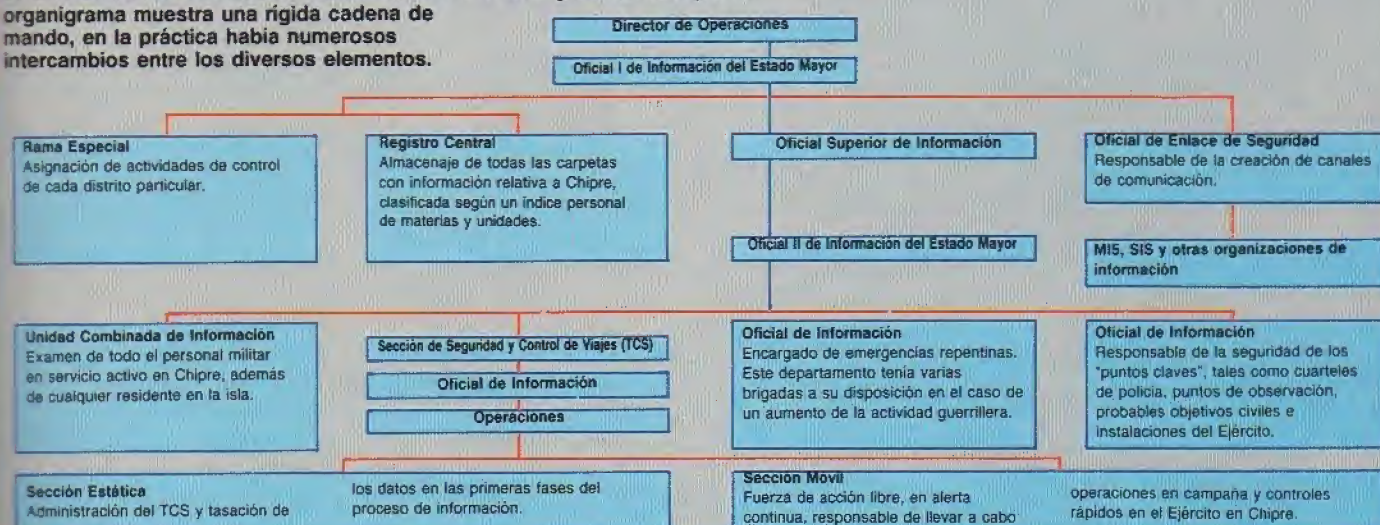 organigrama muestra una rígida cadena de
mando, en la práctica habia numerosos
intercambios entre los diversos elementos.
Director de Operaciones
Oficial I de Información del Estado Mayor
Rama Especial
Asignación de actividades de control
de cada distrito particular.
Registro Central
Almacenaje de todas las carpetas
con información relativa a Chipre,
clasificada según un índice personal
de materias y unidades.
Oficial Superior de Información
Oficial II de Información del Estado Mayor
Oficial de Enlace de Seguridad
Responsable de la creación de canales
de comunicación.
MI5, SIS y otras organizaciones de
información
Unidad Combinada de Información
Examen de todo el personal militar
en servicio activo en Chipre, además
de cualquier residente en la isla.
Sección de Seguridad y Control de Viajes (TCS)
Oficial de Información
Operaciones
Oficial de Información
Encargado de emergencias repentinas.
Este departamento tenía varias
brigadas a su disposición en el caso de
un aumento de la actividad guerrillera.
Oficial de Información
Responsable de la seguridad de los
"puntos claves", tales como cuarteles
de policía, puntos de observación,
probables objetivos civiles e
instalaciones del Ejército.
Sección Estática
Administración del TCS y tasación de
los datos en las primeras fases del
proceso de información.
Sección Móvil
Fuerza de acción libre, en alerta
continua, responsable de llevar a cabo
operaciones en campaña y controles
rápidos en el Ejército en Chipre.